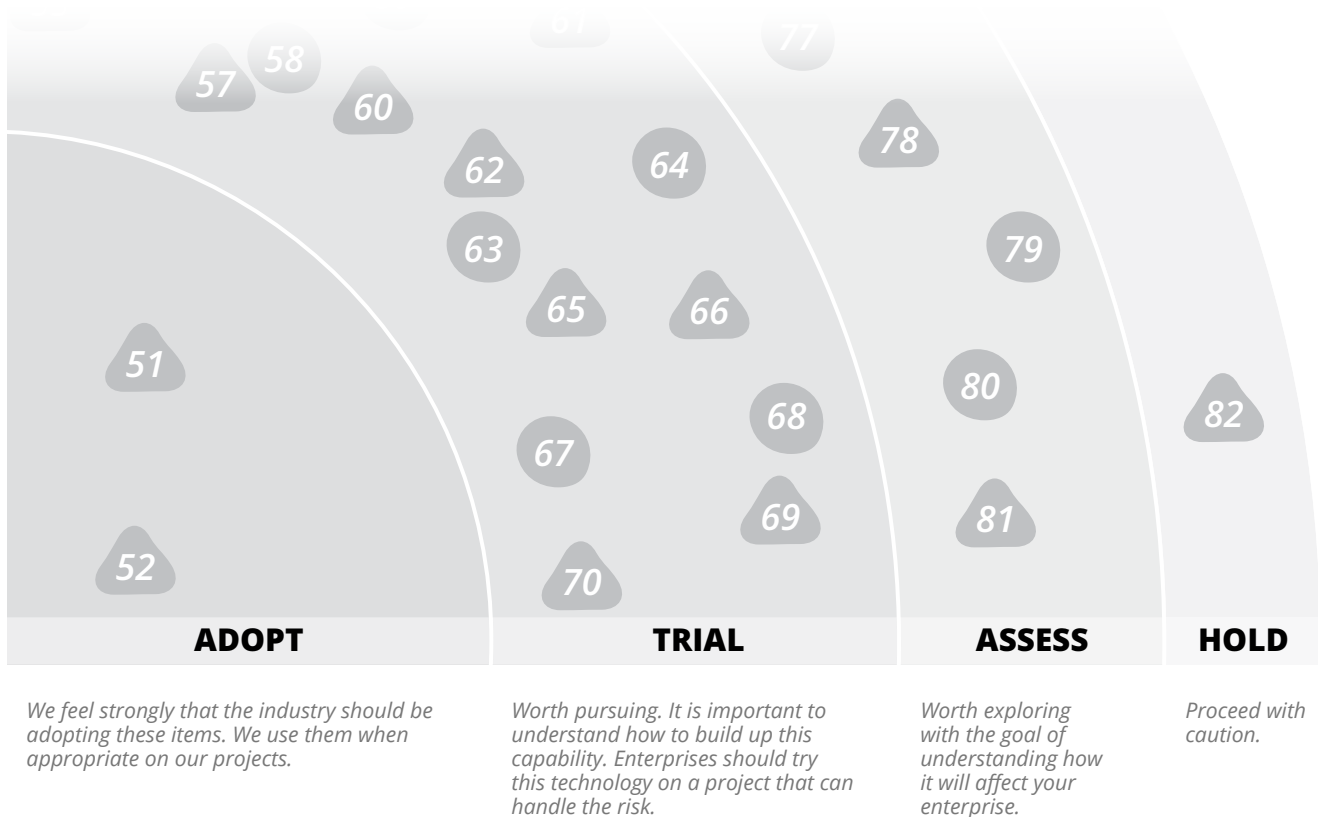 61
77
58
57
60
78
62
64
63
79
65
66
51
80
82
68
67
69
81
52
70
ADOPT
TRIAL
ASSESS
HOLD
We feel strongly that the industry should be
adopting these items. We use them when
appropriate on our projects.
Worth pursuing. It is important to
understand how to build up this
capability. Enterprises should try
this technology on a project that can
handle the risk.
Worth exploring
with the goal of
understanding how
it will affect your
enterprise.
Proceed with
caution.